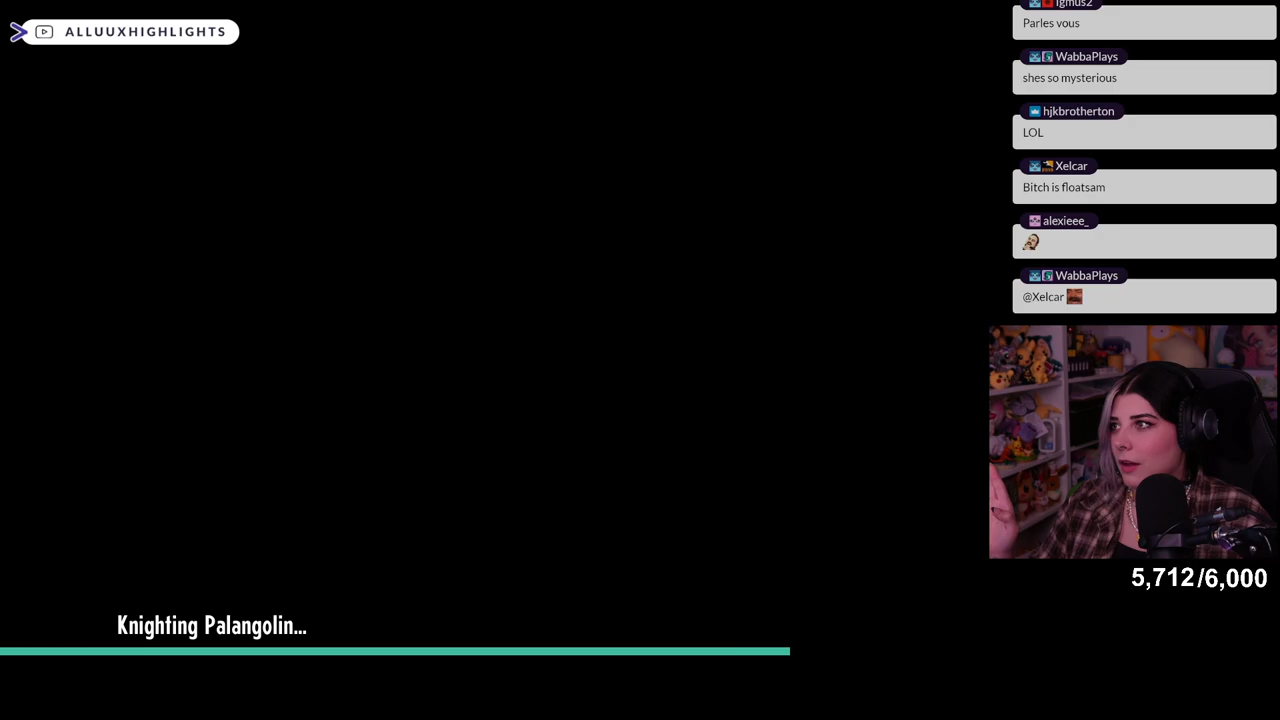 ALLUUXHIGHLIGHTS
Igmus2
Parles vous
WabbaPlays
shes so mysterious
hjkbrotherton
LOL
Xelcar
Bitch is floatsam
alexieee_
WabbaPlays
@Xelcar
5,712/6,000
Knighting Palangolin...